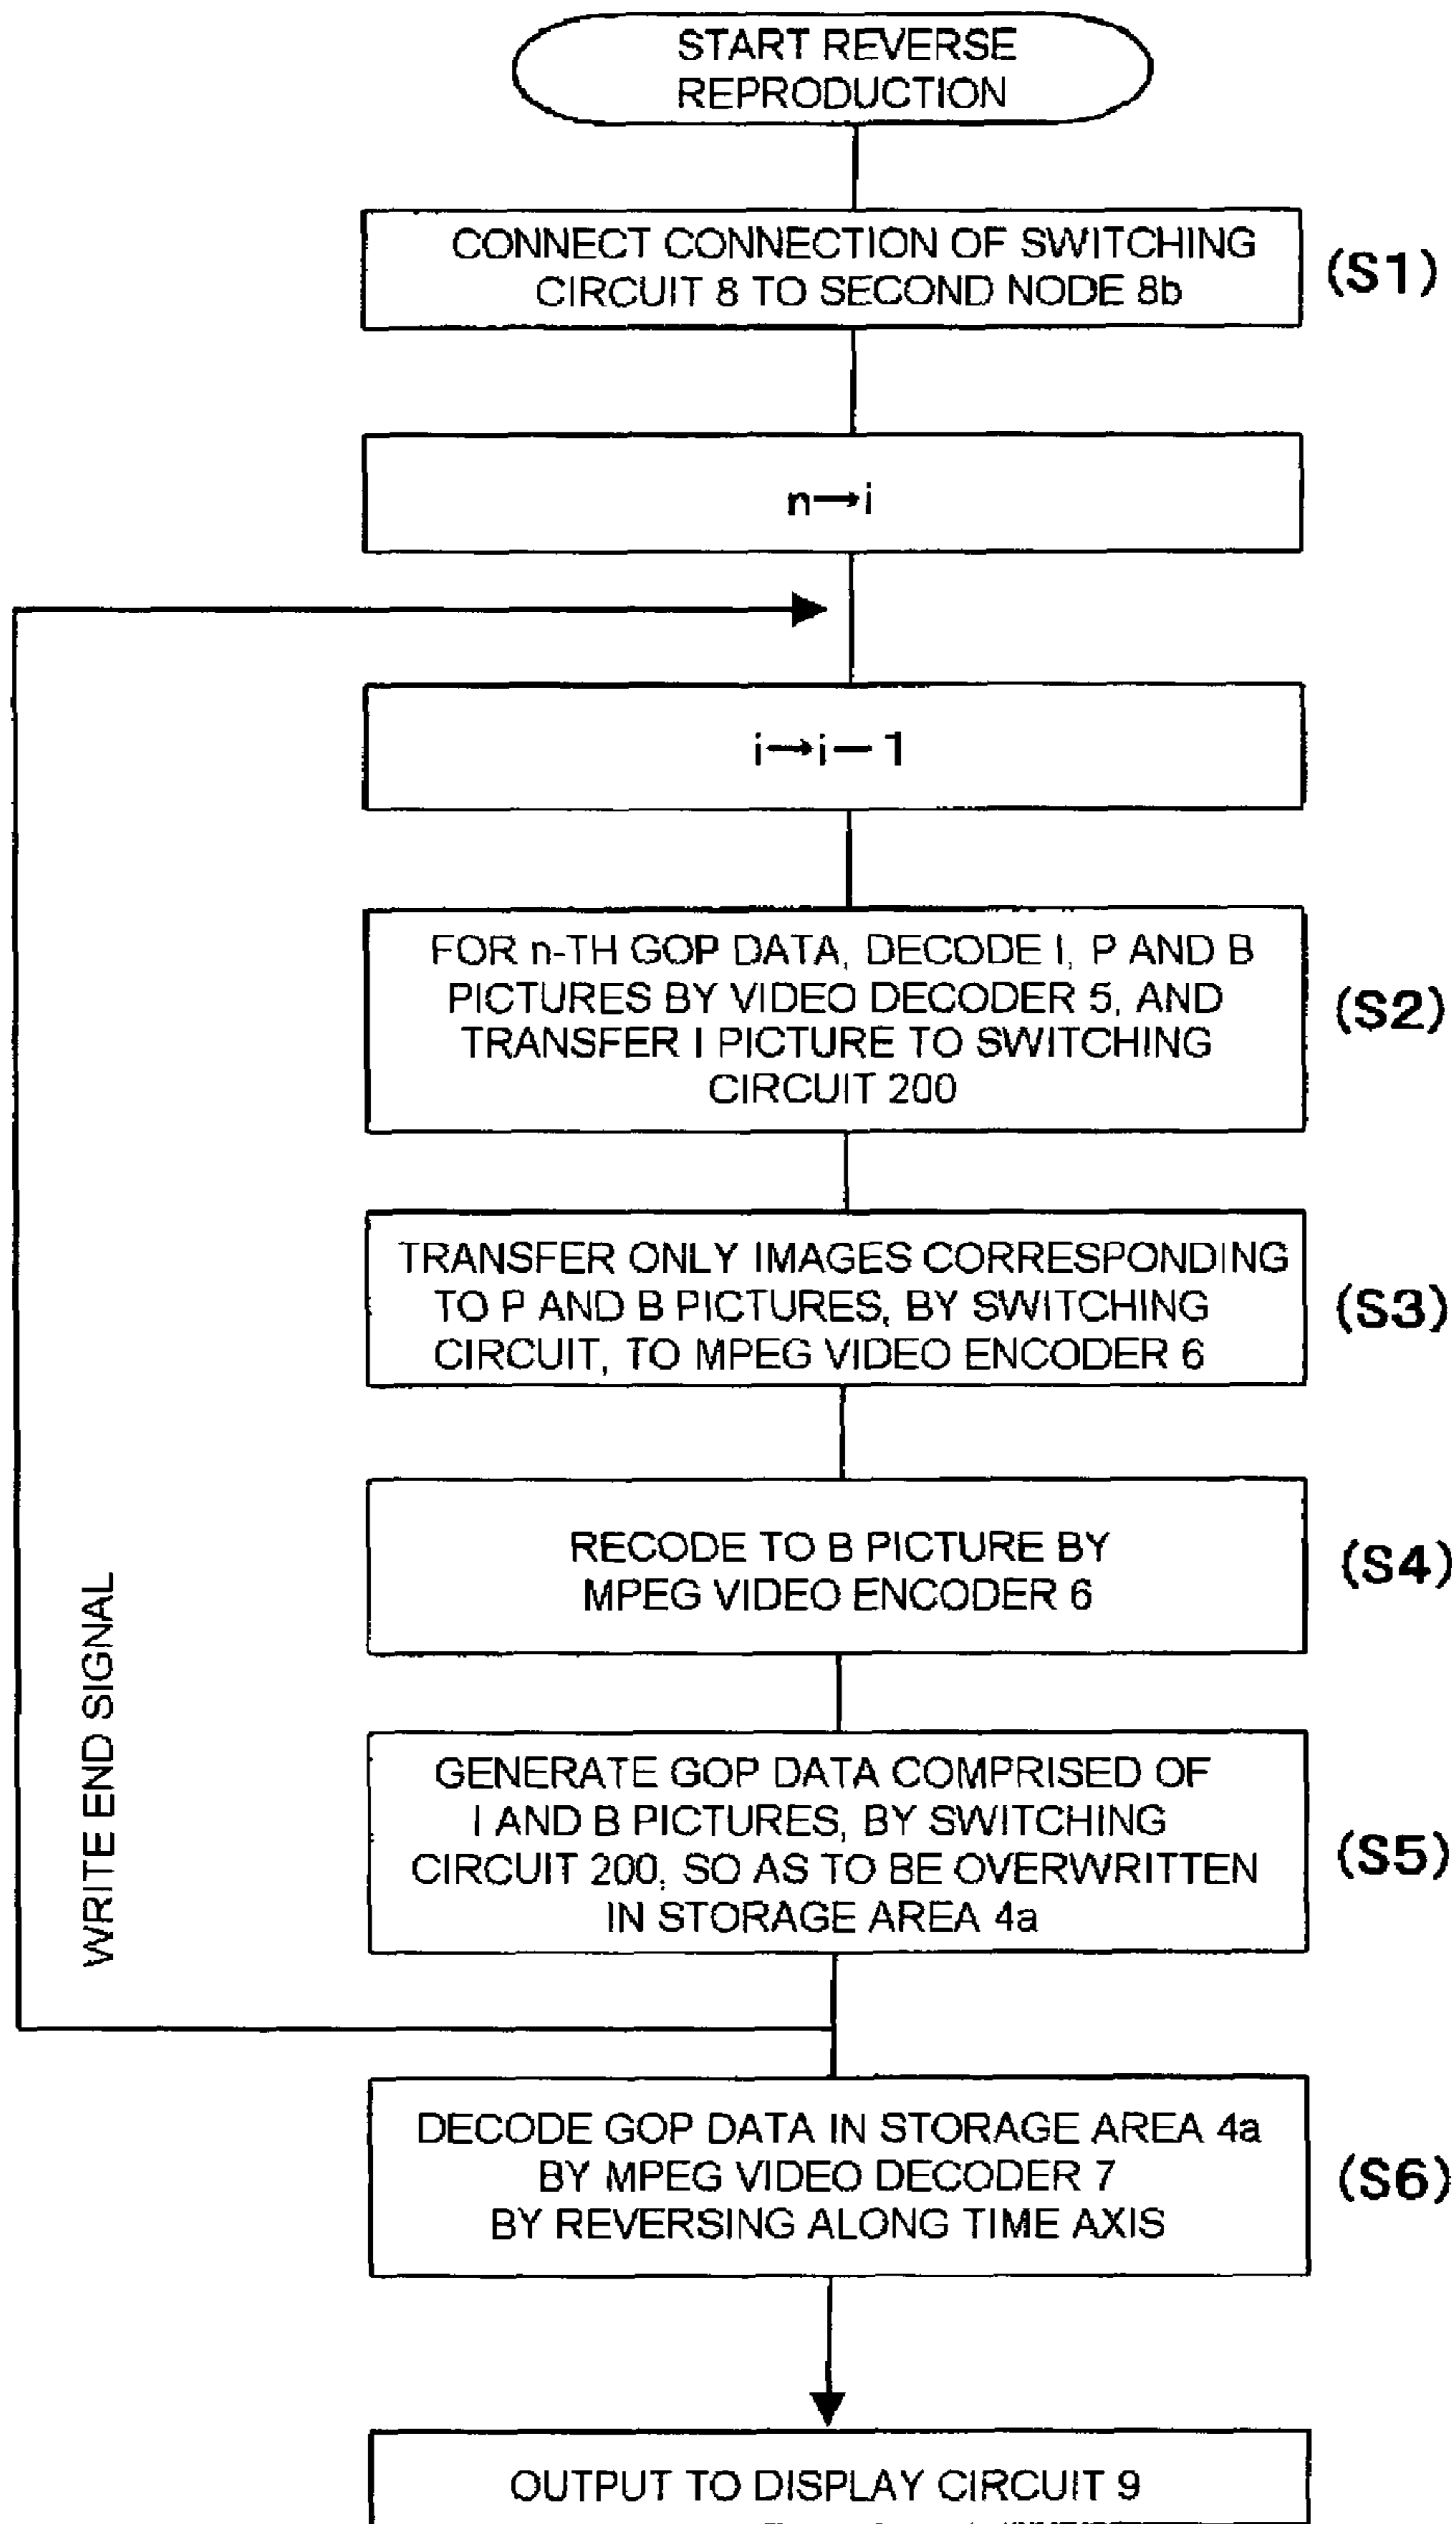 START REVERSE
REPRODUCTION
CONNECT CONNECTION OF SWITCHING
CIRCUIT 8 TO SECOND NODE 8b
(S1)
n→i
i→i−1
FOR n-TH GOP DATA, DECODE I, P AND B
PICTURES BY VIDEO DECODER 5, AND
TRANSFER I PICTURE TO SWITCHING
CIRCUIT 200
(S2)
TRANSFER ONLY IMAGES CORRESPONDING
TO P AND B PICTURES, BY SWITCHING
CIRCUIT, TO MPEG VIDEO ENCODER 6
(S3)
RECODE TO B PICTURE BY
MPEG VIDEO ENCODER 6
(S4)
WRITE END SIGNAL
GENERATE GOP DATA COMPRISED OF
I AND B PICTURES, BY SWITCHING
CIRCUIT 200, SO AS TO BE OVERWRITTEN
IN STORAGE AREA 4a
(S5)
DECODE GOP DATA IN STORAGE AREA 4a
BY MPEG VIDEO DECODER 7
BY REVERSING ALONG TIME AXIS
(S6)
OUTPUT TO DISPLAY CIRCUIT 9